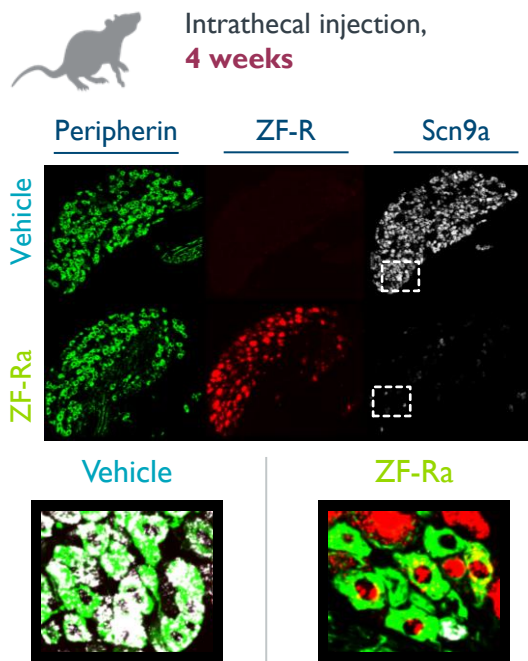 Intrathecal injection,
4 weeks
Peripherin ZF-R Scn9a
Vehicle
ZF-Ra
Vehicle ZF-Ra